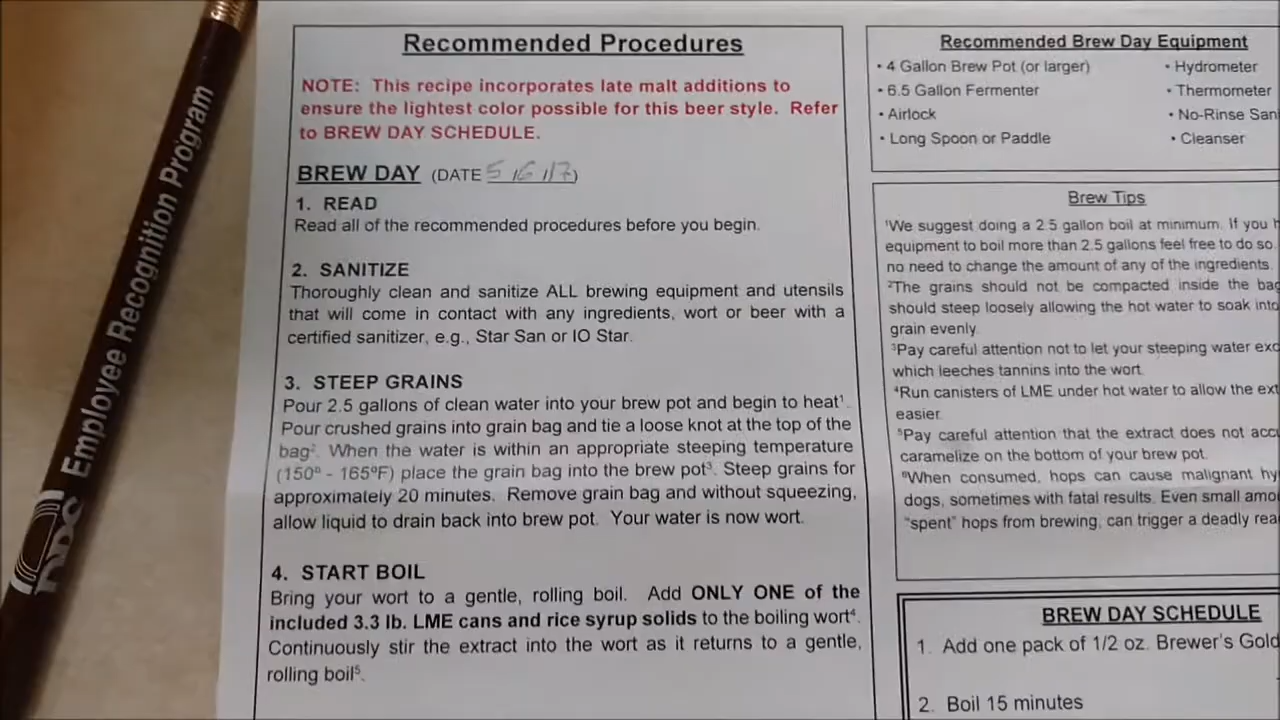 Employee Recognition Program
Recommended Procedures
NOTE: This recipe incorporates late malt additions to
ensure the lightest color possible for this beer style. Refer
to BREW DAY SCHEDULE.
BREW DAY (DATE 5/6/17)
1. READ
Read all of the recommended procedures before you begin.
2. SANITIZE
Thoroughly clean and sanitize ALL brewing equipment and utensils
that will come in contact with any ingredients, wort or beer with a
certified sanitizer, e.g., Star San or IO Star.
3. STEEP GRAINS
Pour 2.5 gallons of clean water into your brew pot and begin to heat¹.
Pour crushed grains into grain bag and tie a loose knot at the top of the
bag². When the water is within an appropriate steeping temperature
(150º - 165ºF) place the grain bag into the brew pot³. Steep grains for
approximately 20 minutes. Remove grain bag and without squeezing,
allow liquid to drain back into brew pot. Your water is now wort.
4. START BOIL
Bring your wort to a gentle, rolling boil. Add ONLY ONE of the
included 3.3 lb. LME cans and rice syrup solids to the boiling wort⁴.
Continuously stir the extract into the wort as it returns to a gentle,
rolling boil⁵.
Recommended Brew Day Equipment
• 4 Gallon Brew Pot (or larger)
• 6.5 Gallon Fermenter
• Airlock
• Long Spoon or Paddle
• Hydrometer
• Thermometer
• No-Rinse San
• Cleanser
Brew Tips
¹We suggest doing a 2.5 gallon boil at minimum. If you
equipment to boil more than 2.5 gallons feel free to do so
no need to change the amount of any of the ingredients.
²The grains should not be compacted inside the bag
should steep loosely allowing the hot water to soak into
grain evenly.
³Pay careful attention not to let your steeping water exc
which leeches tannins into the wort.
⁴Run canisters of LME under hot water to allow the ext
easier.
⁵Pay careful attention that the extract does not accu
caramelize on the bottom of your brew pot.
⁶When consumed, hops can cause malignant hy
dogs, sometimes with fatal results. Even small amo
"spent" hops from brewing, can trigger a deadly rea
BREW DAY SCHEDULE
1. Add one pack of 1/2 oz. Brewer's Gold
2. Boil 15 minutes